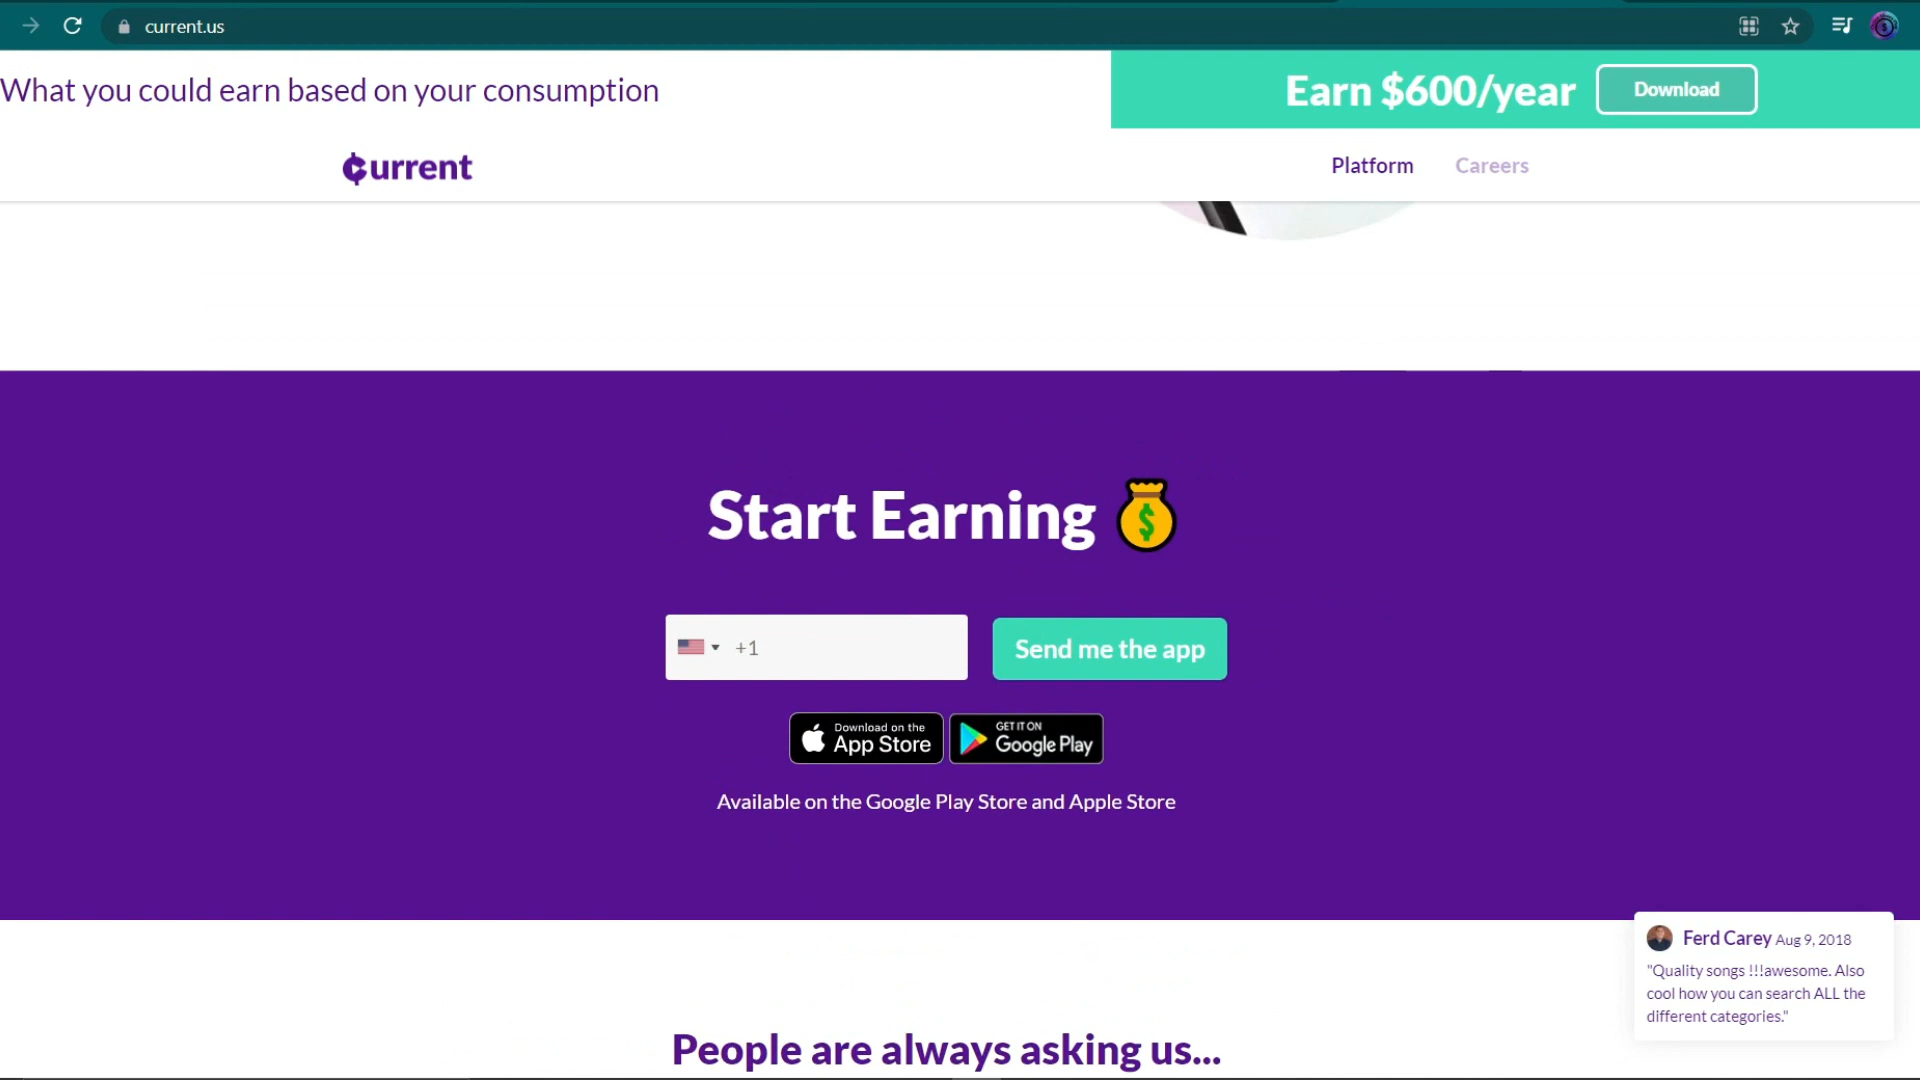 current.us
What you could earn based on your consumption
Earn $600/year
Download
Current
Platform
Careers
Start Earning
+1
Send me the app
Download on the
App Store
GET IT ON
Google Play
Available on the Google Play Store and Apple Store
Ferd Carey Aug 9, 2018
"Quality songs !!!awesome. Also
cool how you can search ALL the
different categories."
People are always asking us...